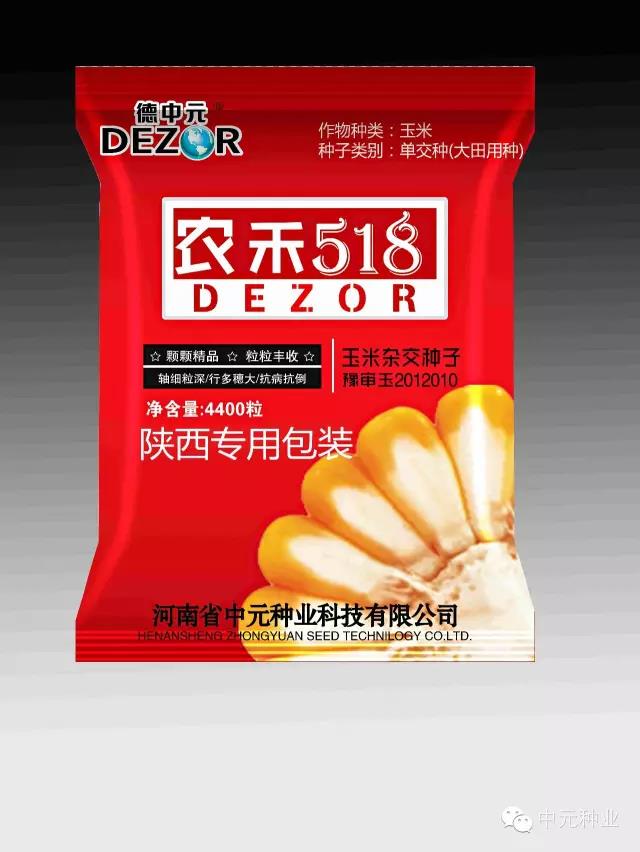 德中元
DEZOR
作物种类：玉米
种子类别：单交种(大田用种)
农禾518
DEZOR
☆ 颗颗精品 ☆ 粒粒丰收 ☆
轴细粒深/行多穗大/抗病抗倒
玉米杂交种子
豫审玉2012010
净含量:4400粒
陕西专用包装
河南省中元种业科技有限公司
HENANSHENG ZHONGYUAN SEED TECHNILOGY CO.LTD.
中元种业